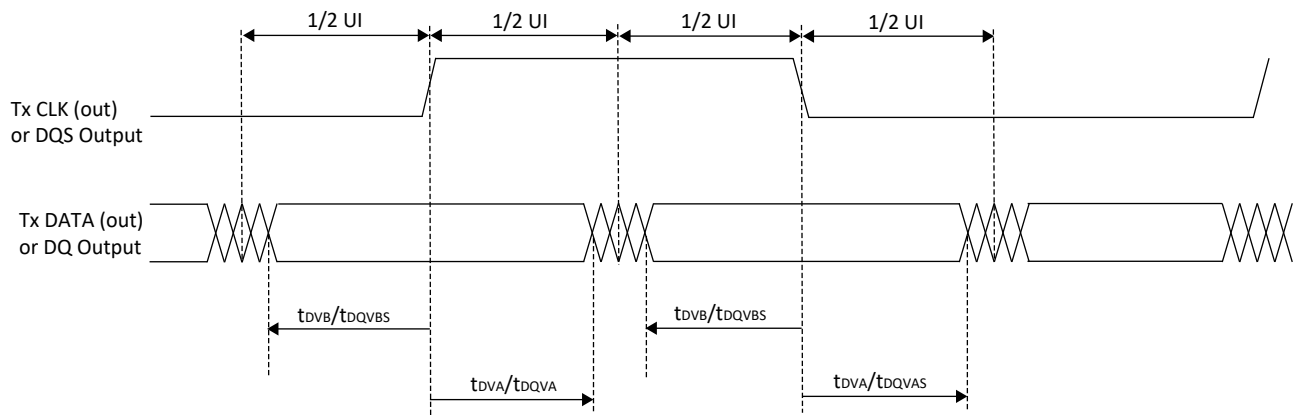 1/2 UI
1/2 UI
1/2 UI
1/2 UI
Tx CLK (out)
or DQS Output
Tx DATA (out)
or DQ Output
tDVB/tDQVBS
tDVB/tDQVBS
tDVA/tDQVA
tDVA/tDQVAS